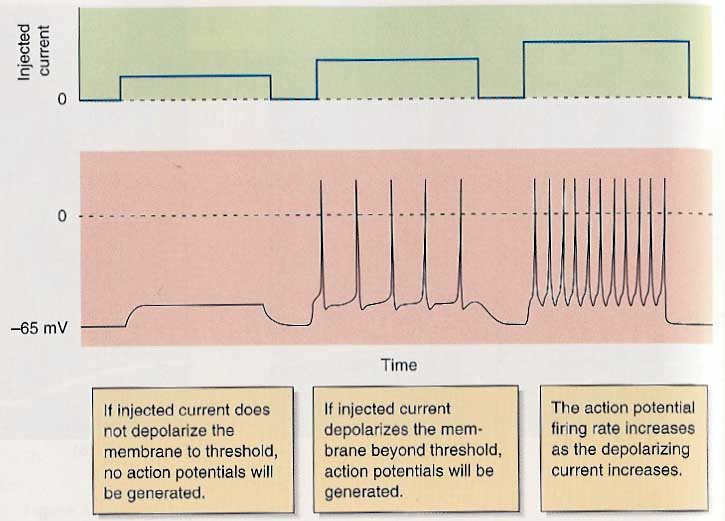 Injected
current
0
0
–65 mV
Time
If injected current does
not depolarize the
membrane to threshold,
no action potentials will
be generated.
If injected current
depolarizes the mem-
brane beyond threshold,
action potentials will be
generated.
The action potential
firing rate increases
as the depolarizing
current increases.